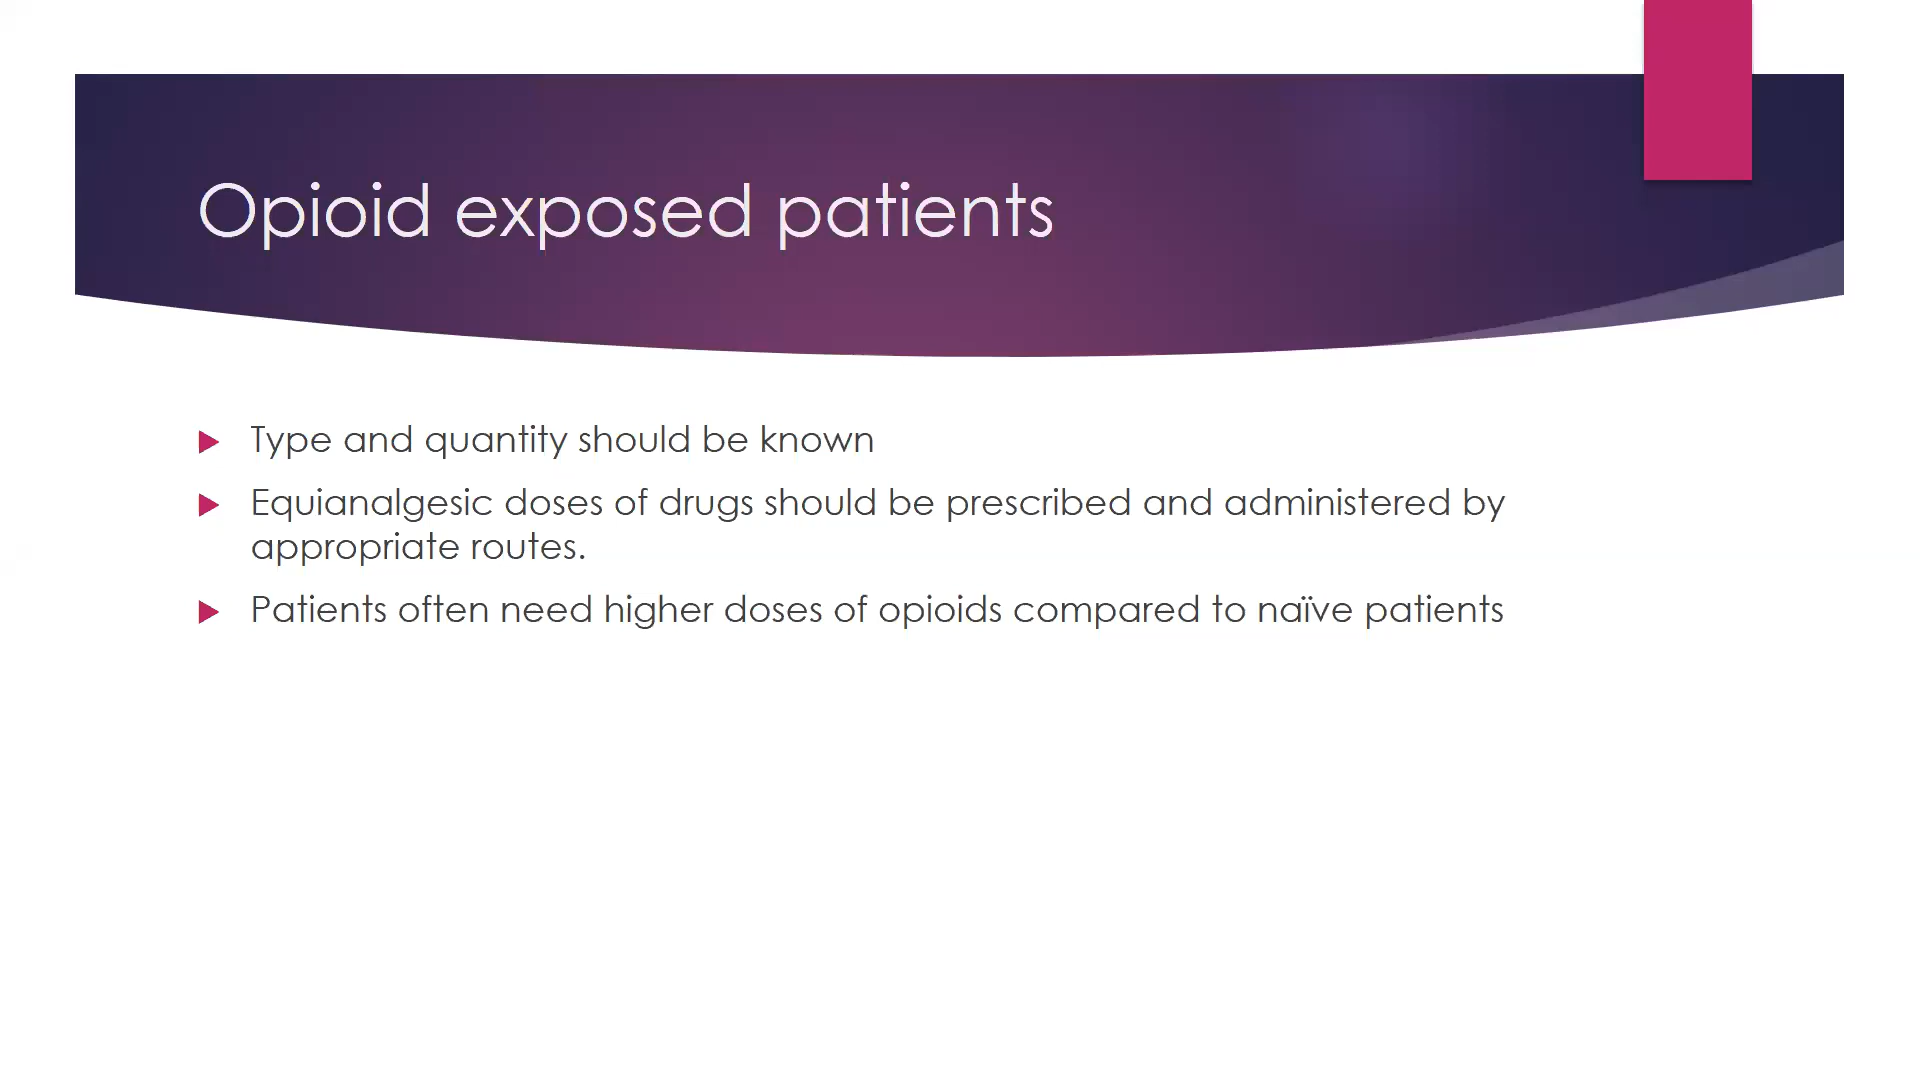 Opioid exposed patients
Type and quantity should be known
Equianalgesic doses of drugs should be prescribed and administered by
appropriate routes.
Patients often need higher doses of opioids compared to naïve patients